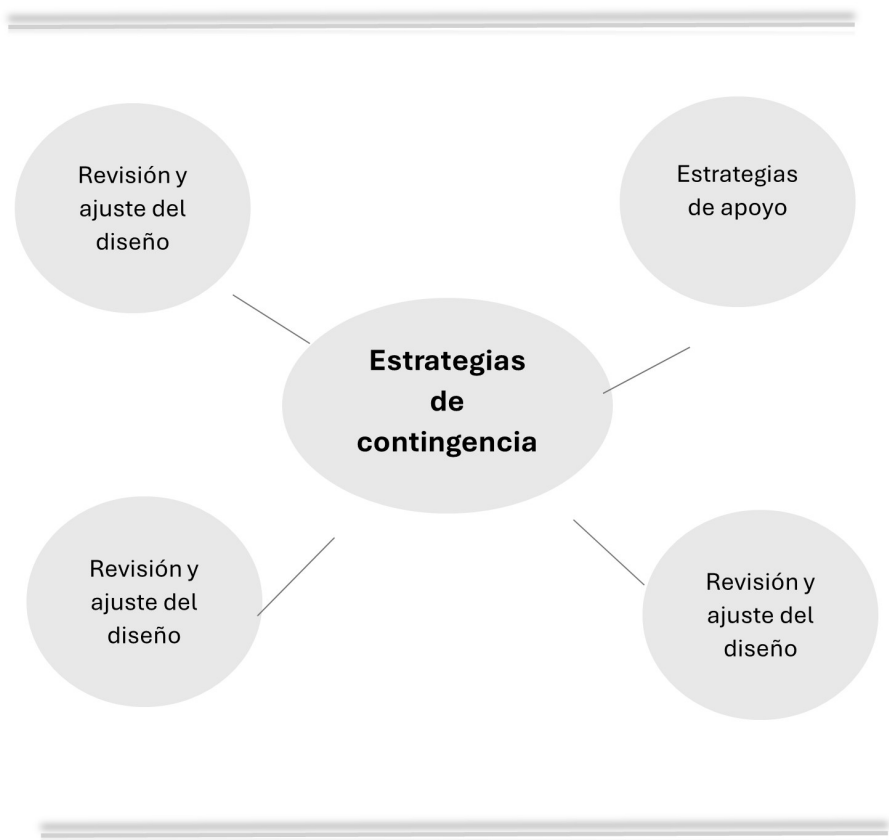 Revisión y
ajuste del
diseño
Estrategias
de apoyo
Estrategias
de
contingencia
Revisión y
ajuste del
diseño
Revisión y
ajuste del
diseño